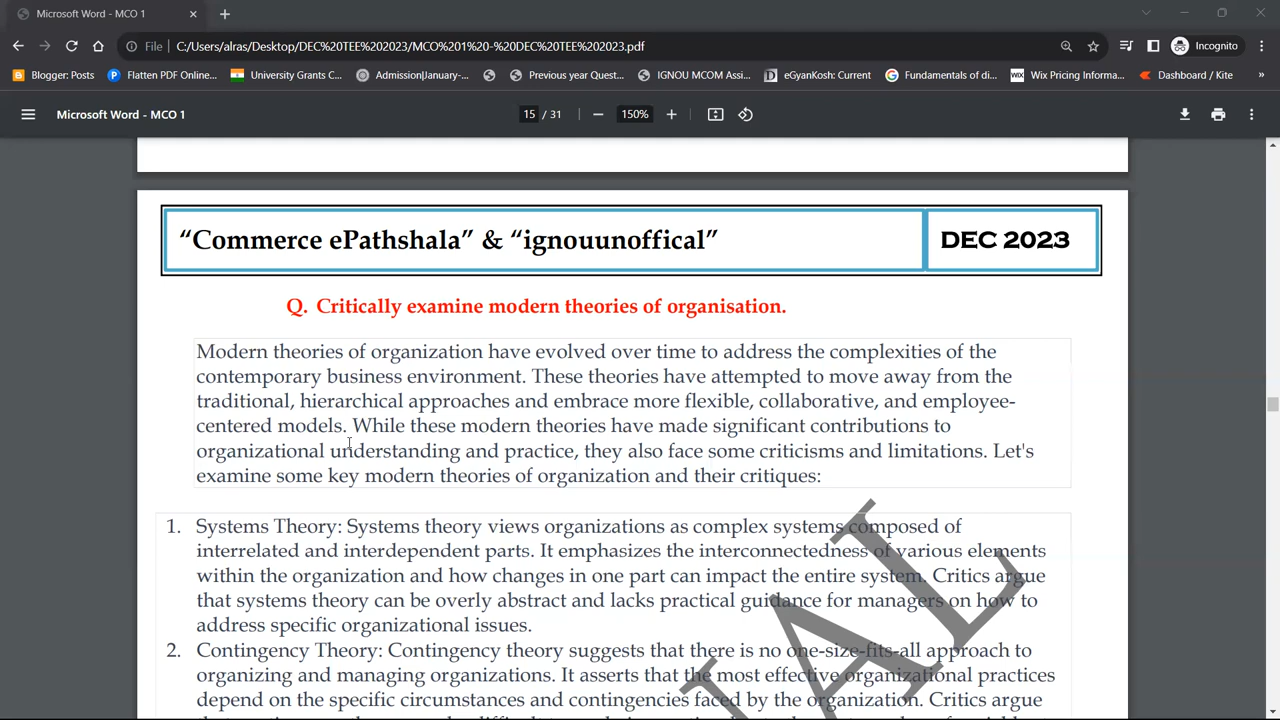 Microsoft Word - MCO 1
File C:/Users/alras/Desktop/DEC%20TEE%202023/MCO%201%20-%20DEC%20TEE%202023.pdf Incognito
Blogger: Posts Flatten PDF Online... University Grants C... Admission|January-... Previous year Quest... IGNOU MCOM Assi... eGyanKosh: Current Fundamentals of di... Wix Pricing Informa... Dashboard / Kite »
Microsoft Word - MCO 1 15 / 31 150%
“Commerce ePathshala” & “ignouunoffical” DEC 2023
Q. Critically examine modern theories of organisation.
Modern theories of organization have evolved over time to address the complexities of the
contemporary business environment. These theories have attempted to move away from the
traditional, hierarchical approaches and embrace more flexible, collaborative, and employee-
centered models. While these modern theories have made significant contributions to
organizational understanding and practice, they also face some criticisms and limitations. Let's
examine some key modern theories of organization and their critiques:
1. Systems Theory: Systems theory views organizations as complex systems composed of
interrelated and interdependent parts. It emphasizes the interconnectedness of various elements
within the organization and how changes in one part can impact the entire system. Critics argue
that systems theory can be overly abstract and lacks practical guidance for managers on how to
address specific organizational issues.
2. Contingency Theory: Contingency theory suggests that there is no one-size-fits-all approach to
organizing and managing organizations. It asserts that the most effective organizational practices
depend on the specific circumstances and contingencies faced by the organization. Critics argue